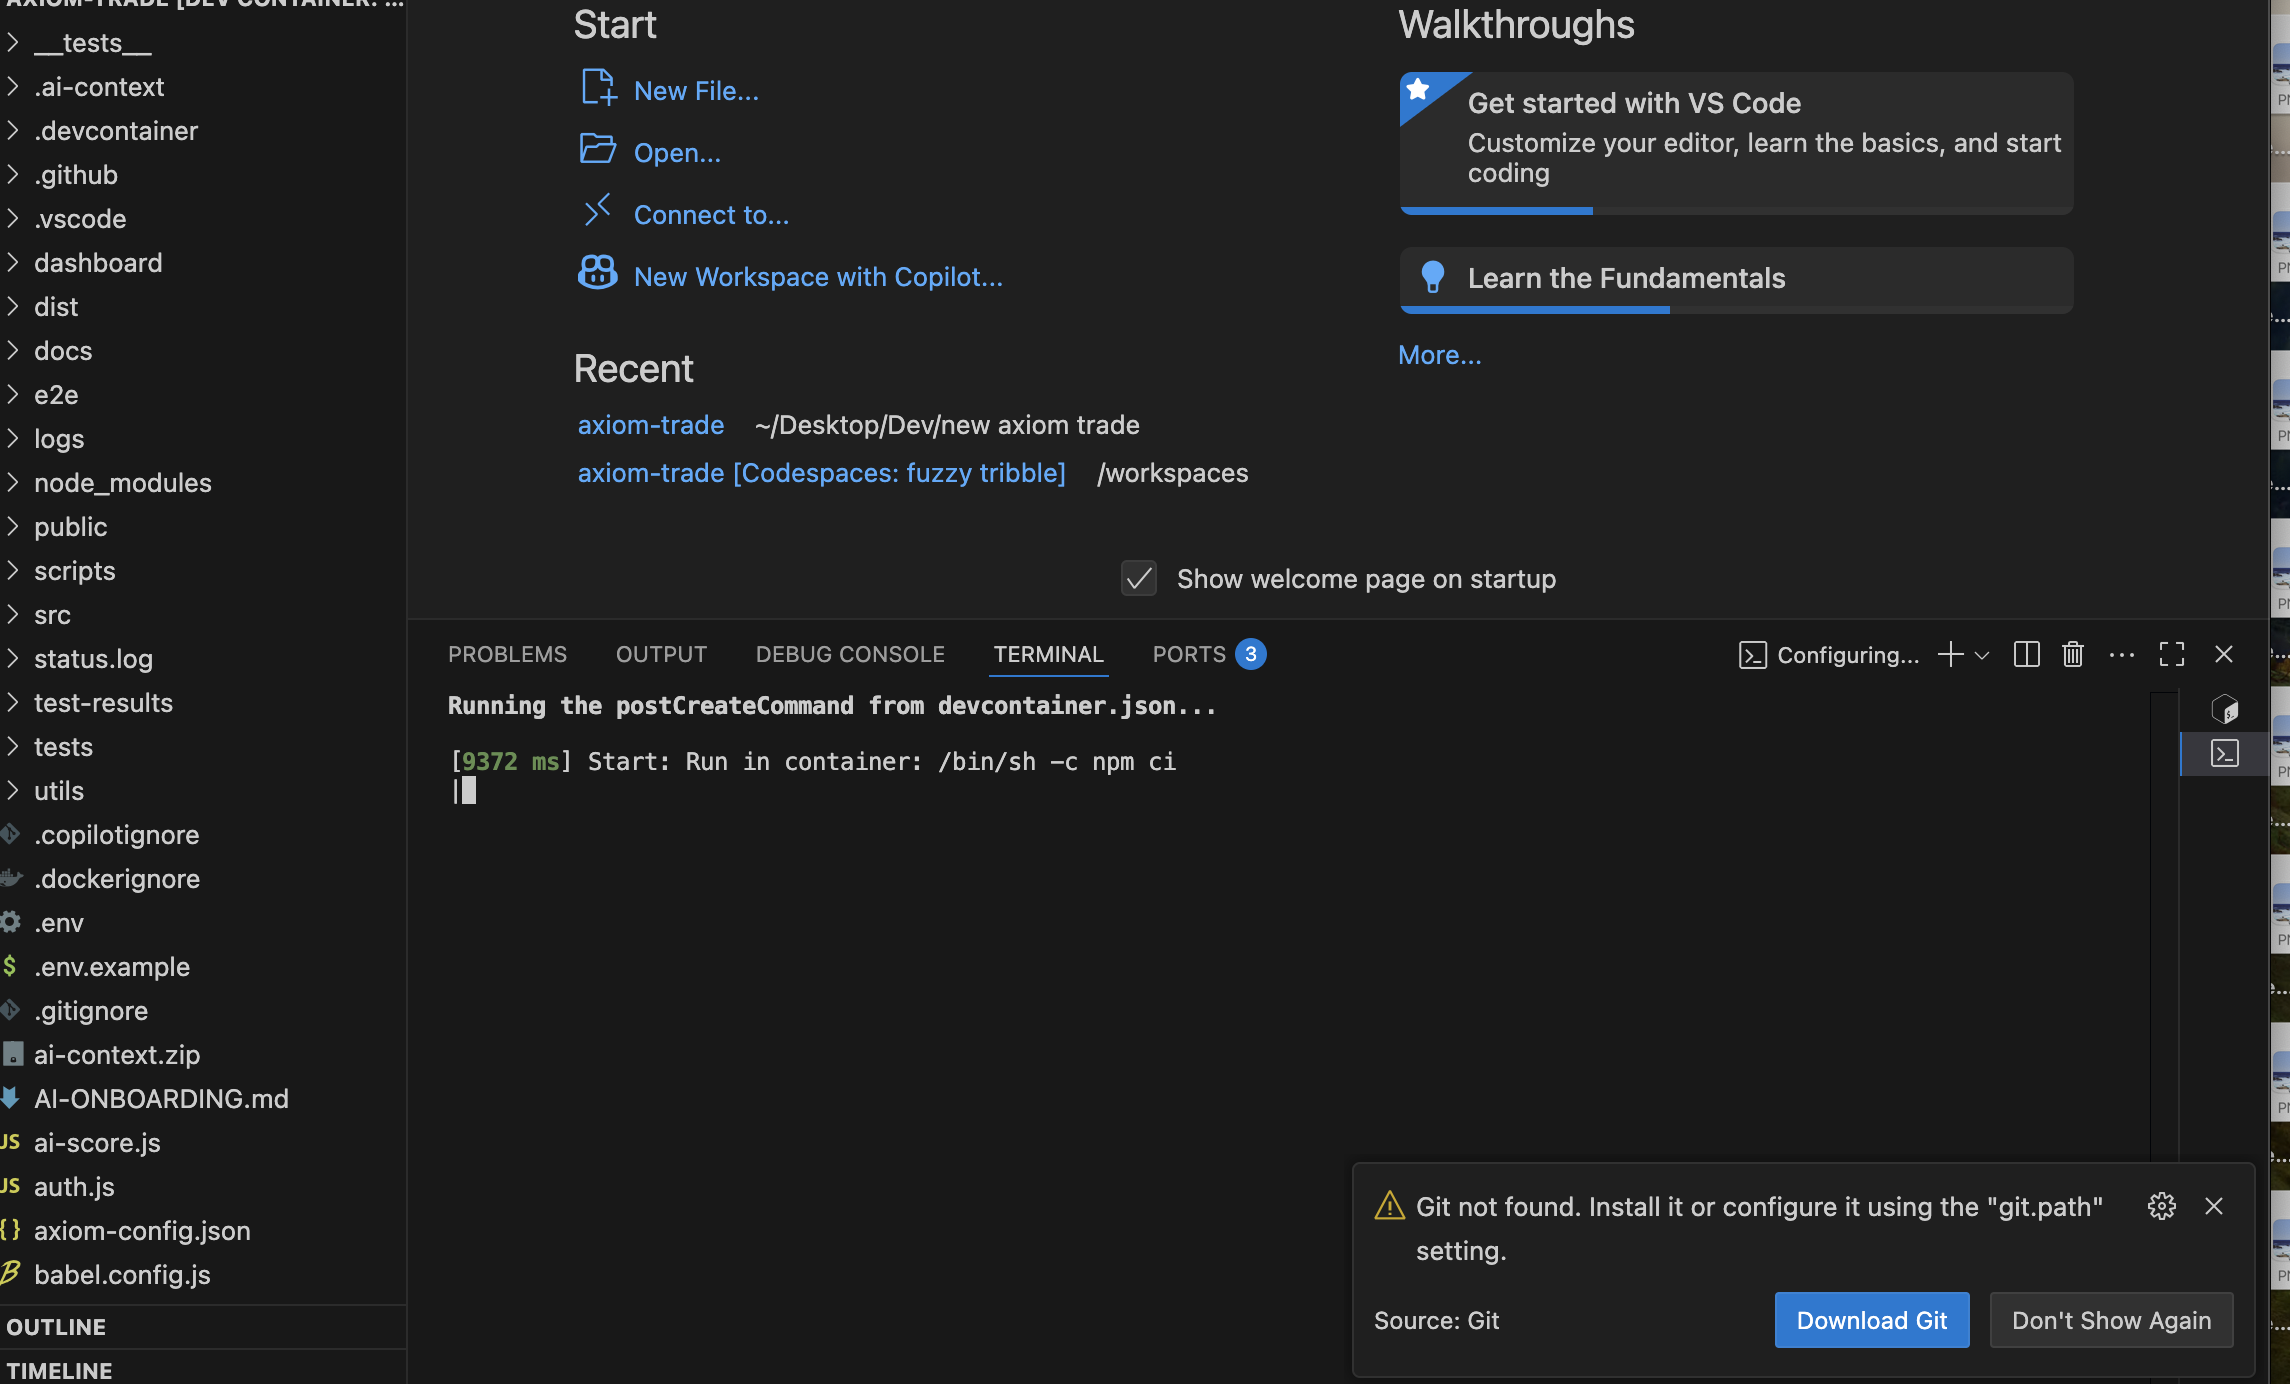 AXIOM-TRADE [DEV CONTAINER: ...
__tests__
.ai-context
.devcontainer
.github
.vscode
dashboard
dist
docs
e2e
logs
node_modules
public
scripts
src
status.log
test-results
tests
utils
.copilotignore
.dockerignore
.env
$ .env.example
.gitignore
ai-context.zip
AI-ONBOARDING.md
JS ai-score.js
JS auth.js
{} axiom-config.json
babel.config.js
OUTLINE
TIMELINE
Start
New File...
Open...
Connect to...
New Workspace with Copilot...
Recent
axiom-trade ~/Desktop/Dev/new axiom trade
axiom-trade [Codespaces: fuzzy tribble] /workspaces
Walkthroughs
Get started with VS Code
Customize your editor, learn the basics, and start
coding
Learn the Fundamentals
More...
Show welcome page on startup
PROBLEMS OUTPUT DEBUG CONSOLE TERMINAL PORTS 3
Configuring...
Running the postCreateCommand from devcontainer.json...
[9372 ms] Start: Run in container: /bin/sh -c npm ci
|
Git not found. Install it or configure it using the "git.path"
setting.
Source: Git
Download Git
Don't Show Again